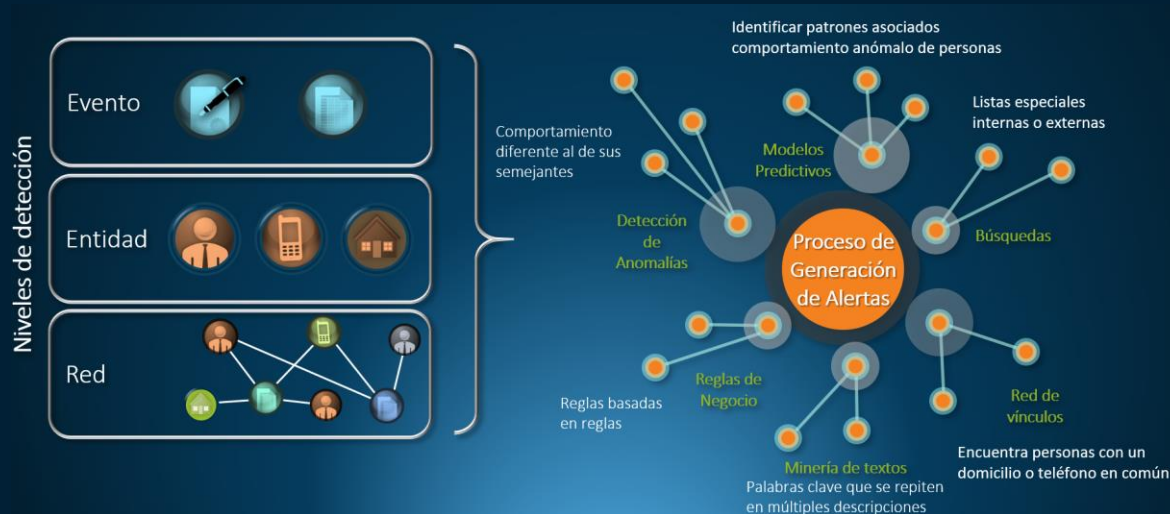 Niveles de detección
Evento
Entidad
Red
Comportamiento
diferente al de sus
semejantes
Identificar patrones asociados
comportamiento anómalo de personas
Modelos
Predictivos
Listas especiales
internas o externas
Búsquedas
Detección
de
Anomalías
Proceso de
Generación
de Alertas
Reglas de
Negocio
Reglas basadas
en reglas
Minería de textos
Palabras clave que se repiten
en múltiples descripciones
Red de
vínculos
Encuentra personas con un
domicilio o teléfono en común